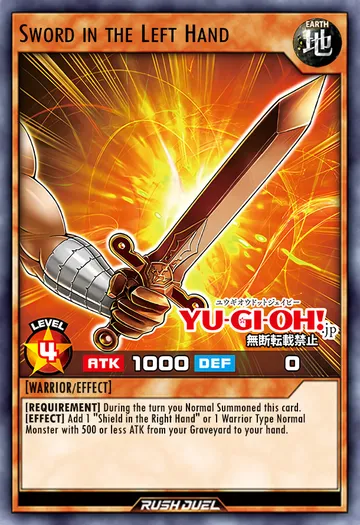 Sword in the Left Hand
EARTH
地
ユウギオウドットジェイピー
YU-GI-OH!.jp
無断転載禁止
LEVEL
4
ATK 1000 DEF 0
[WARRIOR/EFFECT]
[REQUIREMENT] During the turn you Normal Summoned this card.
[EFFECT] Add 1 "Shield in the Right Hand" or 1 Warrior Type Normal
Monster with 500 or less ATK from your Graveyard to your hand.
RUSH DUEL